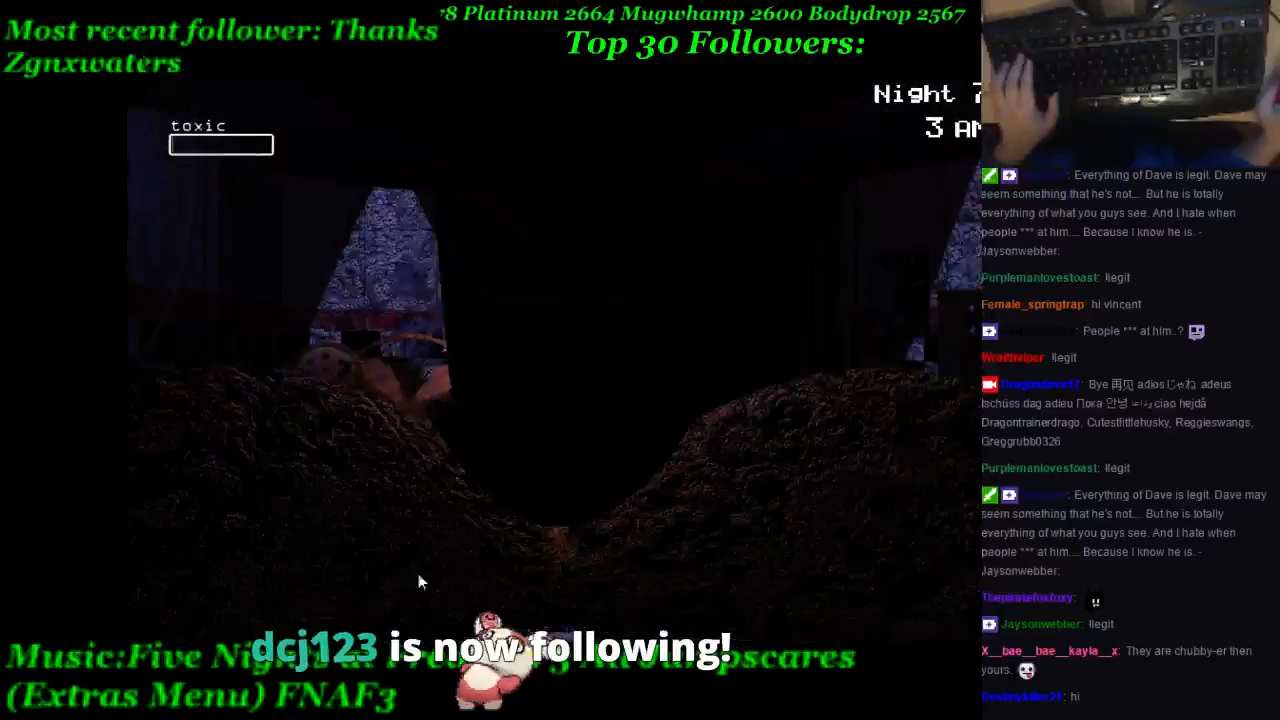 Most recent follower: Thanks
Zgnxwaters
8 Platinum 2664 Mugwhamp 2600 Bodydrop 2567
Top 30 Followers:
Night 7
3 AM
toxic
: Everything of Dave is legit. Dave may
seem something that he's not.... But he is totally
everything of what you guys see. And I hate when
people *** at him.... Because I know he is. -
Jaysonwebber:
Purplemanlovestoast: !legit
Female_springtrap: hi vincent
: People *** at him..?
!legit
Dragondave17: Bye 再见 adios じゃね adeus
tschüss dag adieu Пока 안녕 وداعا ciao hejdå
Dragontrainerdrago, Cutestlittlehusky, Reggieswangs,
Greggrubb0326
Purplemanlovestoast: !legit
: Everything of Dave is legit. Dave may
seem something that he's not.... But he is totally
everything of what you guys see. And I hate when
people *** at him.... Because I know he is. -
Jaysonwebber:
Thepiratefoxfoxy:
Jaysonwebber: !legit
X__bae__bae__kayla__x: They are chubby-er then
yours.
Destinykiller21: hi
dcj123 is now following!
Music:Five Nig
oscares
(Extras Menu) FNAF3